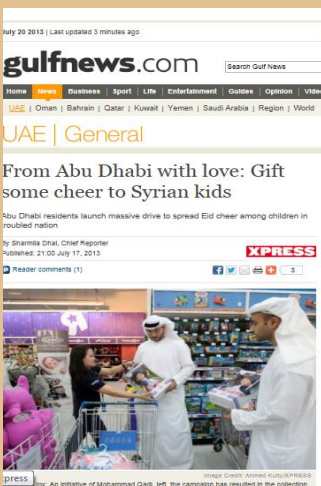 July 20 2013 | Last updated 3 minutes ago
gulfnews.com
Search Gulf News
Home News Business Sport Life Entertainment Guides Opinion Video
UAE | Oman | Bahrain | Qatar | Kuwait | Yemen | Saudi Arabia | Region | World
UAE | General
From Abu Dhabi with love: Gift
some cheer to Syrian kids
Abu Dhabi residents launch massive drive to spread Eid cheer among children in
troubled nation
By Sharmila Dhal, Chief Reporter
Published: 21:00 July 17, 2013
XPRESS
Reader comments (1)
3
Image Credit: Ahmed Kutty/XPRESS
xpress
joy: An initiative of Mohammad Qadi, left, the campaign has resulted in the collection